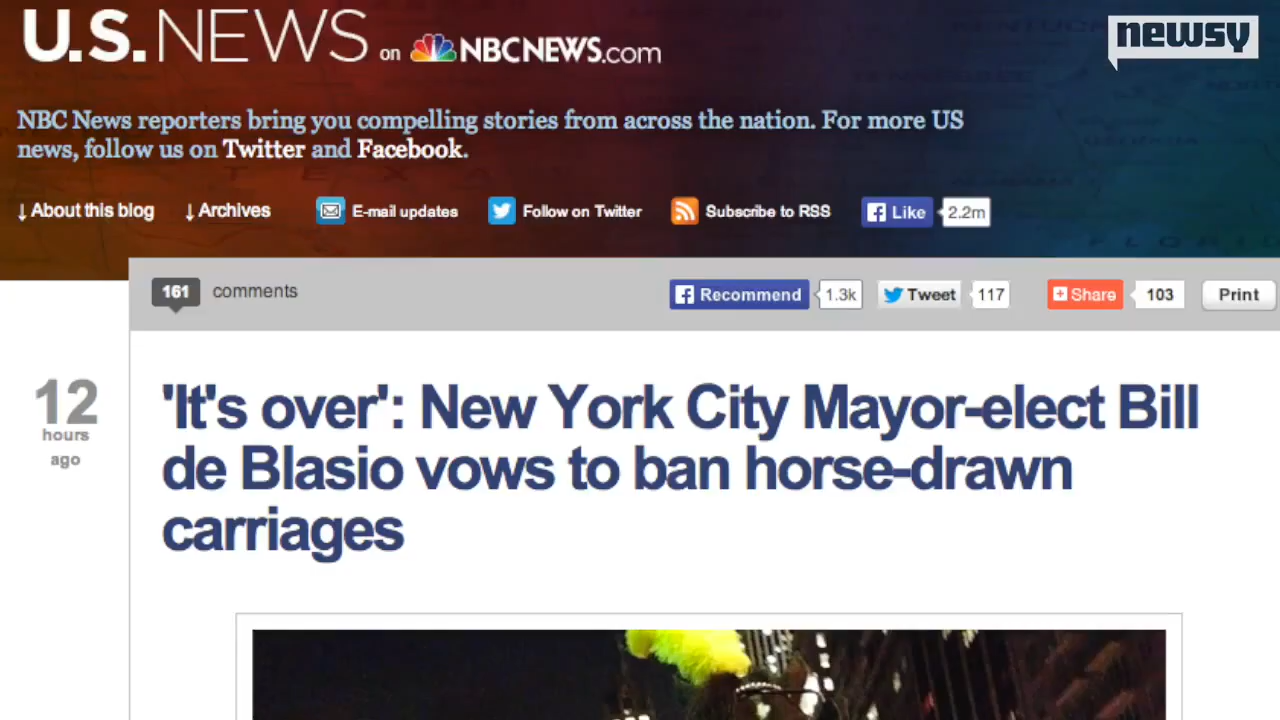 U.S. NEWS on NBCNEWS.com
newsy
NBC News reporters bring you compelling stories from across the nation. For more US
news, follow us on Twitter and Facebook.
↓ About this blog ↓ Archives E-mail updates Follow on Twitter Subscribe to RSS Like 2.2m
161 comments Recommend 1.3k Tweet 117 Share 103 Print
12
hours
ago
'It's over': New York City Mayor-elect Bill
de Blasio vows to ban horse-drawn
carriages